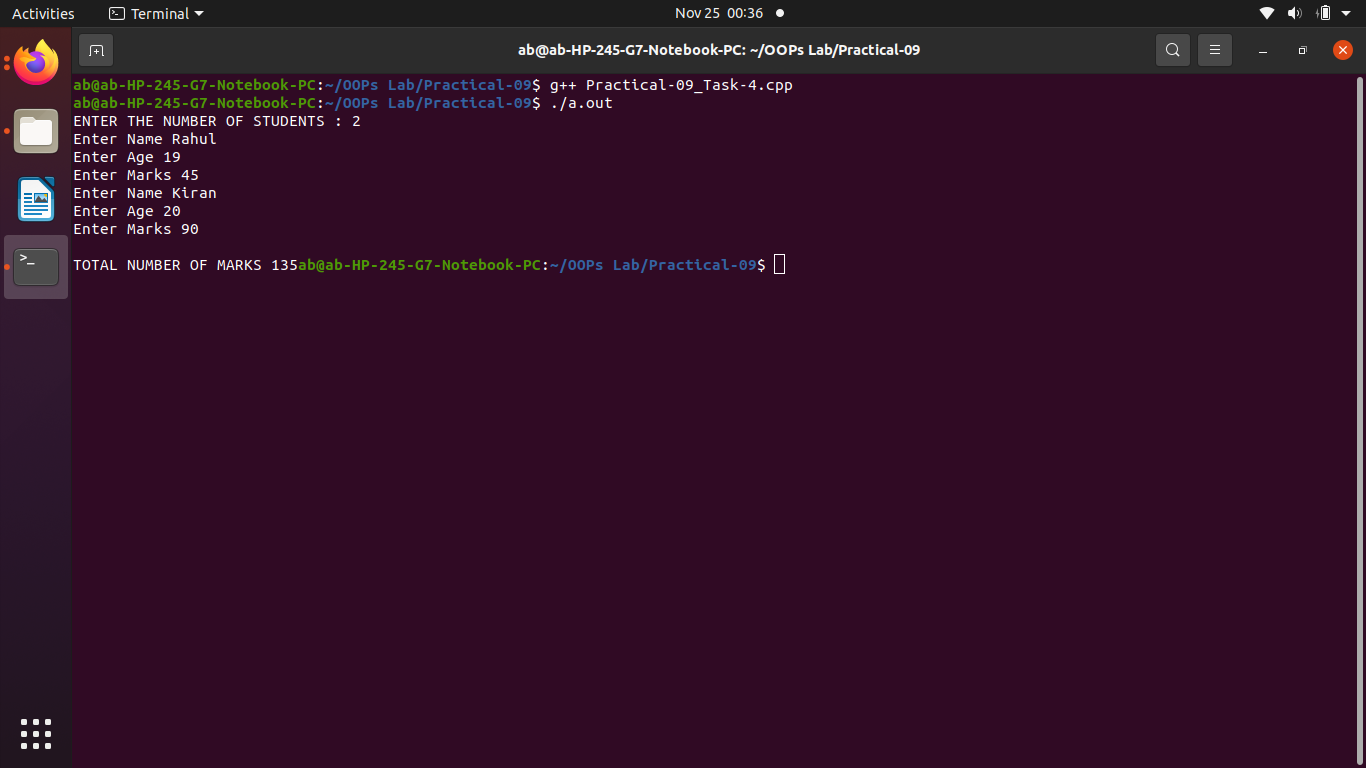 Activities
Terminal
Nov 25 00:36
ab@ab-HP-245-G7-Notebook-PC: ~/OOPs Lab/Practical-09
ab@ab-HP-245-G7-Notebook-PC:~/OOPs Lab/Practical-09$ g++ Practical-09_Task-4.cpp
ab@ab-HP-245-G7-Notebook-PC:~/OOPs Lab/Practical-09$ ./a.out
ENTER THE NUMBER OF STUDENTS : 2
Enter Name Rahul
Enter Age 19
Enter Marks 45
Enter Name Kiran
Enter Age 20
Enter Marks 90
TOTAL NUMBER OF MARKS 135ab@ab-HP-245-G7-Notebook-PC:~/OOPs Lab/Practical-09$